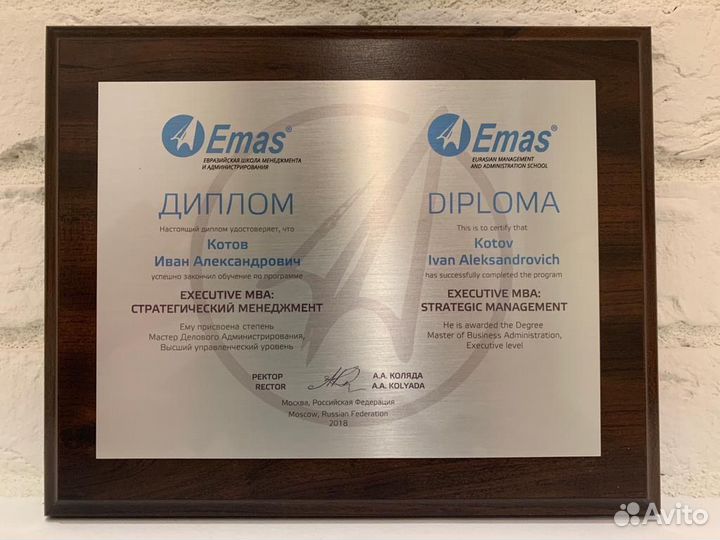 Emas®
ЕВРАЗИЙСКАЯ ШКОЛА МЕНЕДЖМЕНТА
И АДМИНИСТРИРОВАНИЯ
ДИПЛОМ
Настоящий диплом удостоверяет, что
Котов
Иван Александрович
успешно закончил обучение по программе
EXECUTIVE MBA:
СТРАТЕГИЧЕСКИЙ МЕНЕДЖМЕНТ
Ему присвоена степень
Мастер Делового Администрирования,
Высший управленческий уровень
Emas®
EURASIAN MANAGEMENT
AND ADMINISTRATION SCHOOL
DIPLOMA
This is to certify that
Kotov
Ivan Aleksandrovich
has successfully completed the program
EXECUTIVE MBA:
STRATEGIC MANAGEMENT
He is awarded the Degree
Master of Business Administration,
Executive level
РЕКТОР А.А. КОЛЯДА
RECTOR A.A. KOLYADA
Москва, Российская Федерация
Moscow, Russian Federation
2018
Avito